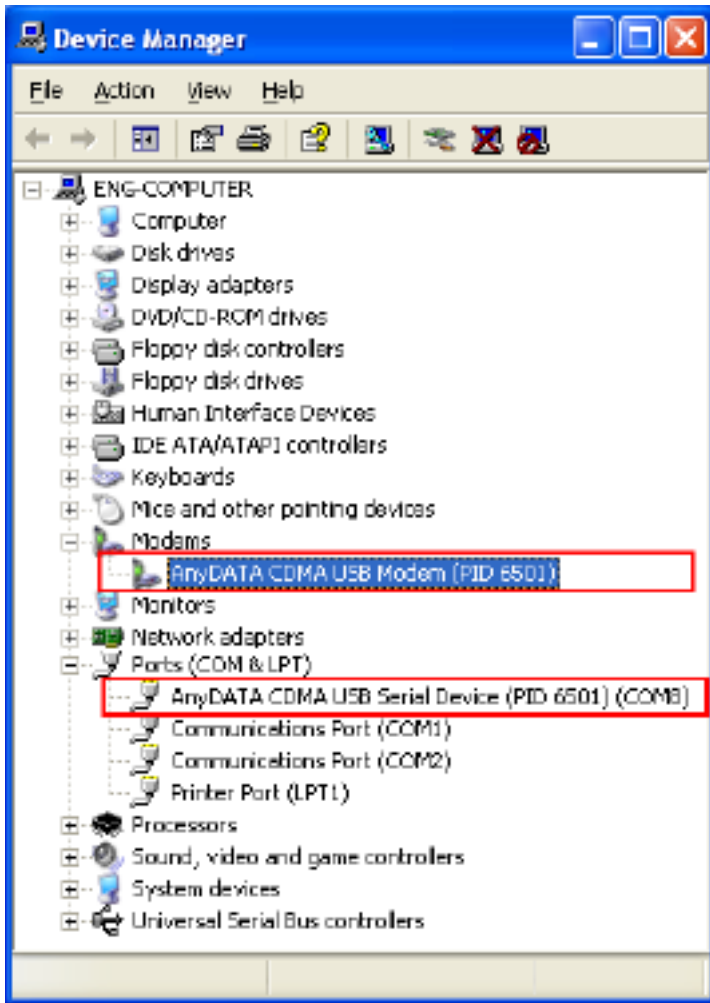 Device Manager
File Action View Help
ENG-COMPUTER
Computer
Disk drives
Display adapters
DVD/CD-ROM drives
Floppy disk controllers
Floppy disk drives
Human Interface Devices
IDE ATA/ATAPI controllers
Keyboards
Mice and other pointing devices
Modems
AnyDATA CDMA USB Modem (PID 6501)
Monitors
Network adapters
Ports (COM & LPT)
AnyDATA CDMA USB Serial Device (PID 6501) (COM8)
Communications Port (COM1)
Communications Port (COM2)
Printer Port (LPT1)
Processors
Sound, video and game controllers
System devices
Universal Serial Bus controllers